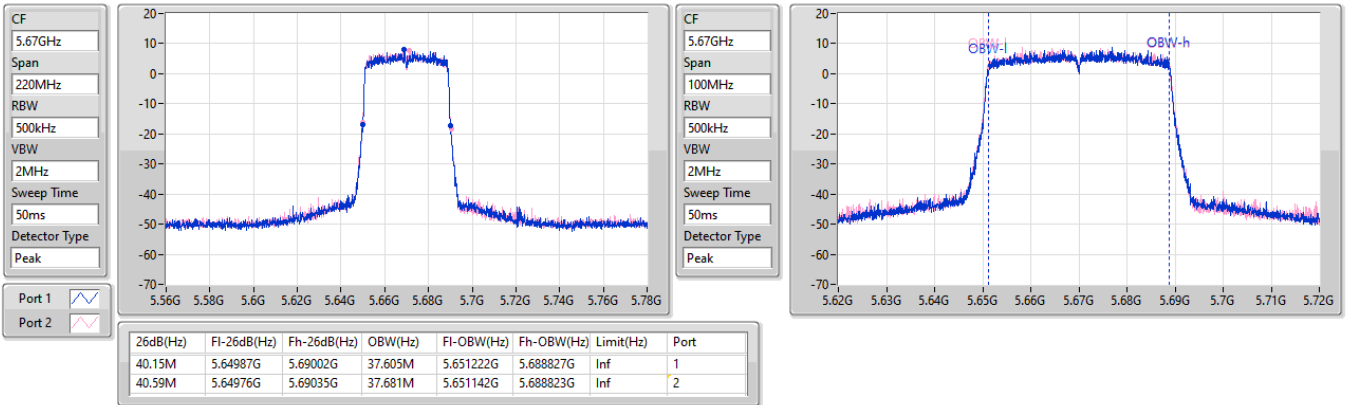 CF
5.67GHz
Span
220MHz
RBW
500kHz
VBW
2MHz
Sweep Time
50ms
Detector Type
Peak
Port 1
Port 2
20
10
0
-10
-20
-30
-40
-50
-60
-70
5.56G 5.58G 5.6G 5.62G 5.64G 5.66G 5.68G 5.7G 5.72G 5.74G 5.76G 5.78G
CF
5.67GHz
Span
100MHz
RBW
500kHz
VBW
2MHz
Sweep Time
50ms
Detector Type
Peak
20
10
0
-10
-20
-30
-40
-50
-60
-70
OBW-l
OBW-h
5.62G 5.63G 5.64G 5.65G 5.66G 5.67G 5.68G 5.69G 5.7G 5.71G 5.72G
26dB(Hz) Fl-26dB(Hz) Fh-26dB(Hz) OBW(Hz) Fl-OBW(Hz) Fh-OBW(Hz) Limit(Hz) Port
40.15M 5.64987G 5.69002G 37.605M 5.651222G 5.688827G Inf 1
40.59M 5.64976G 5.69035G 37.681M 5.651142G 5.688823G Inf 2